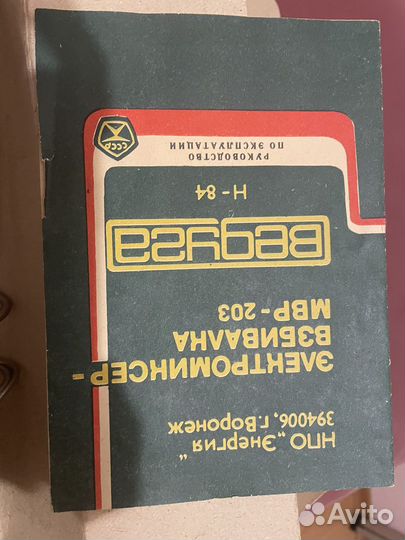 НПО „Энергия“
394006, г.Воронеж
ЭЛЕКТРОМИКСЕР-
ВЗБИВАЛКА
МВР-203
Ведуга
Н-84
РУКОВОДСТВО
ПО ЭКСПЛУАТАЦИИ
СССР
Avito